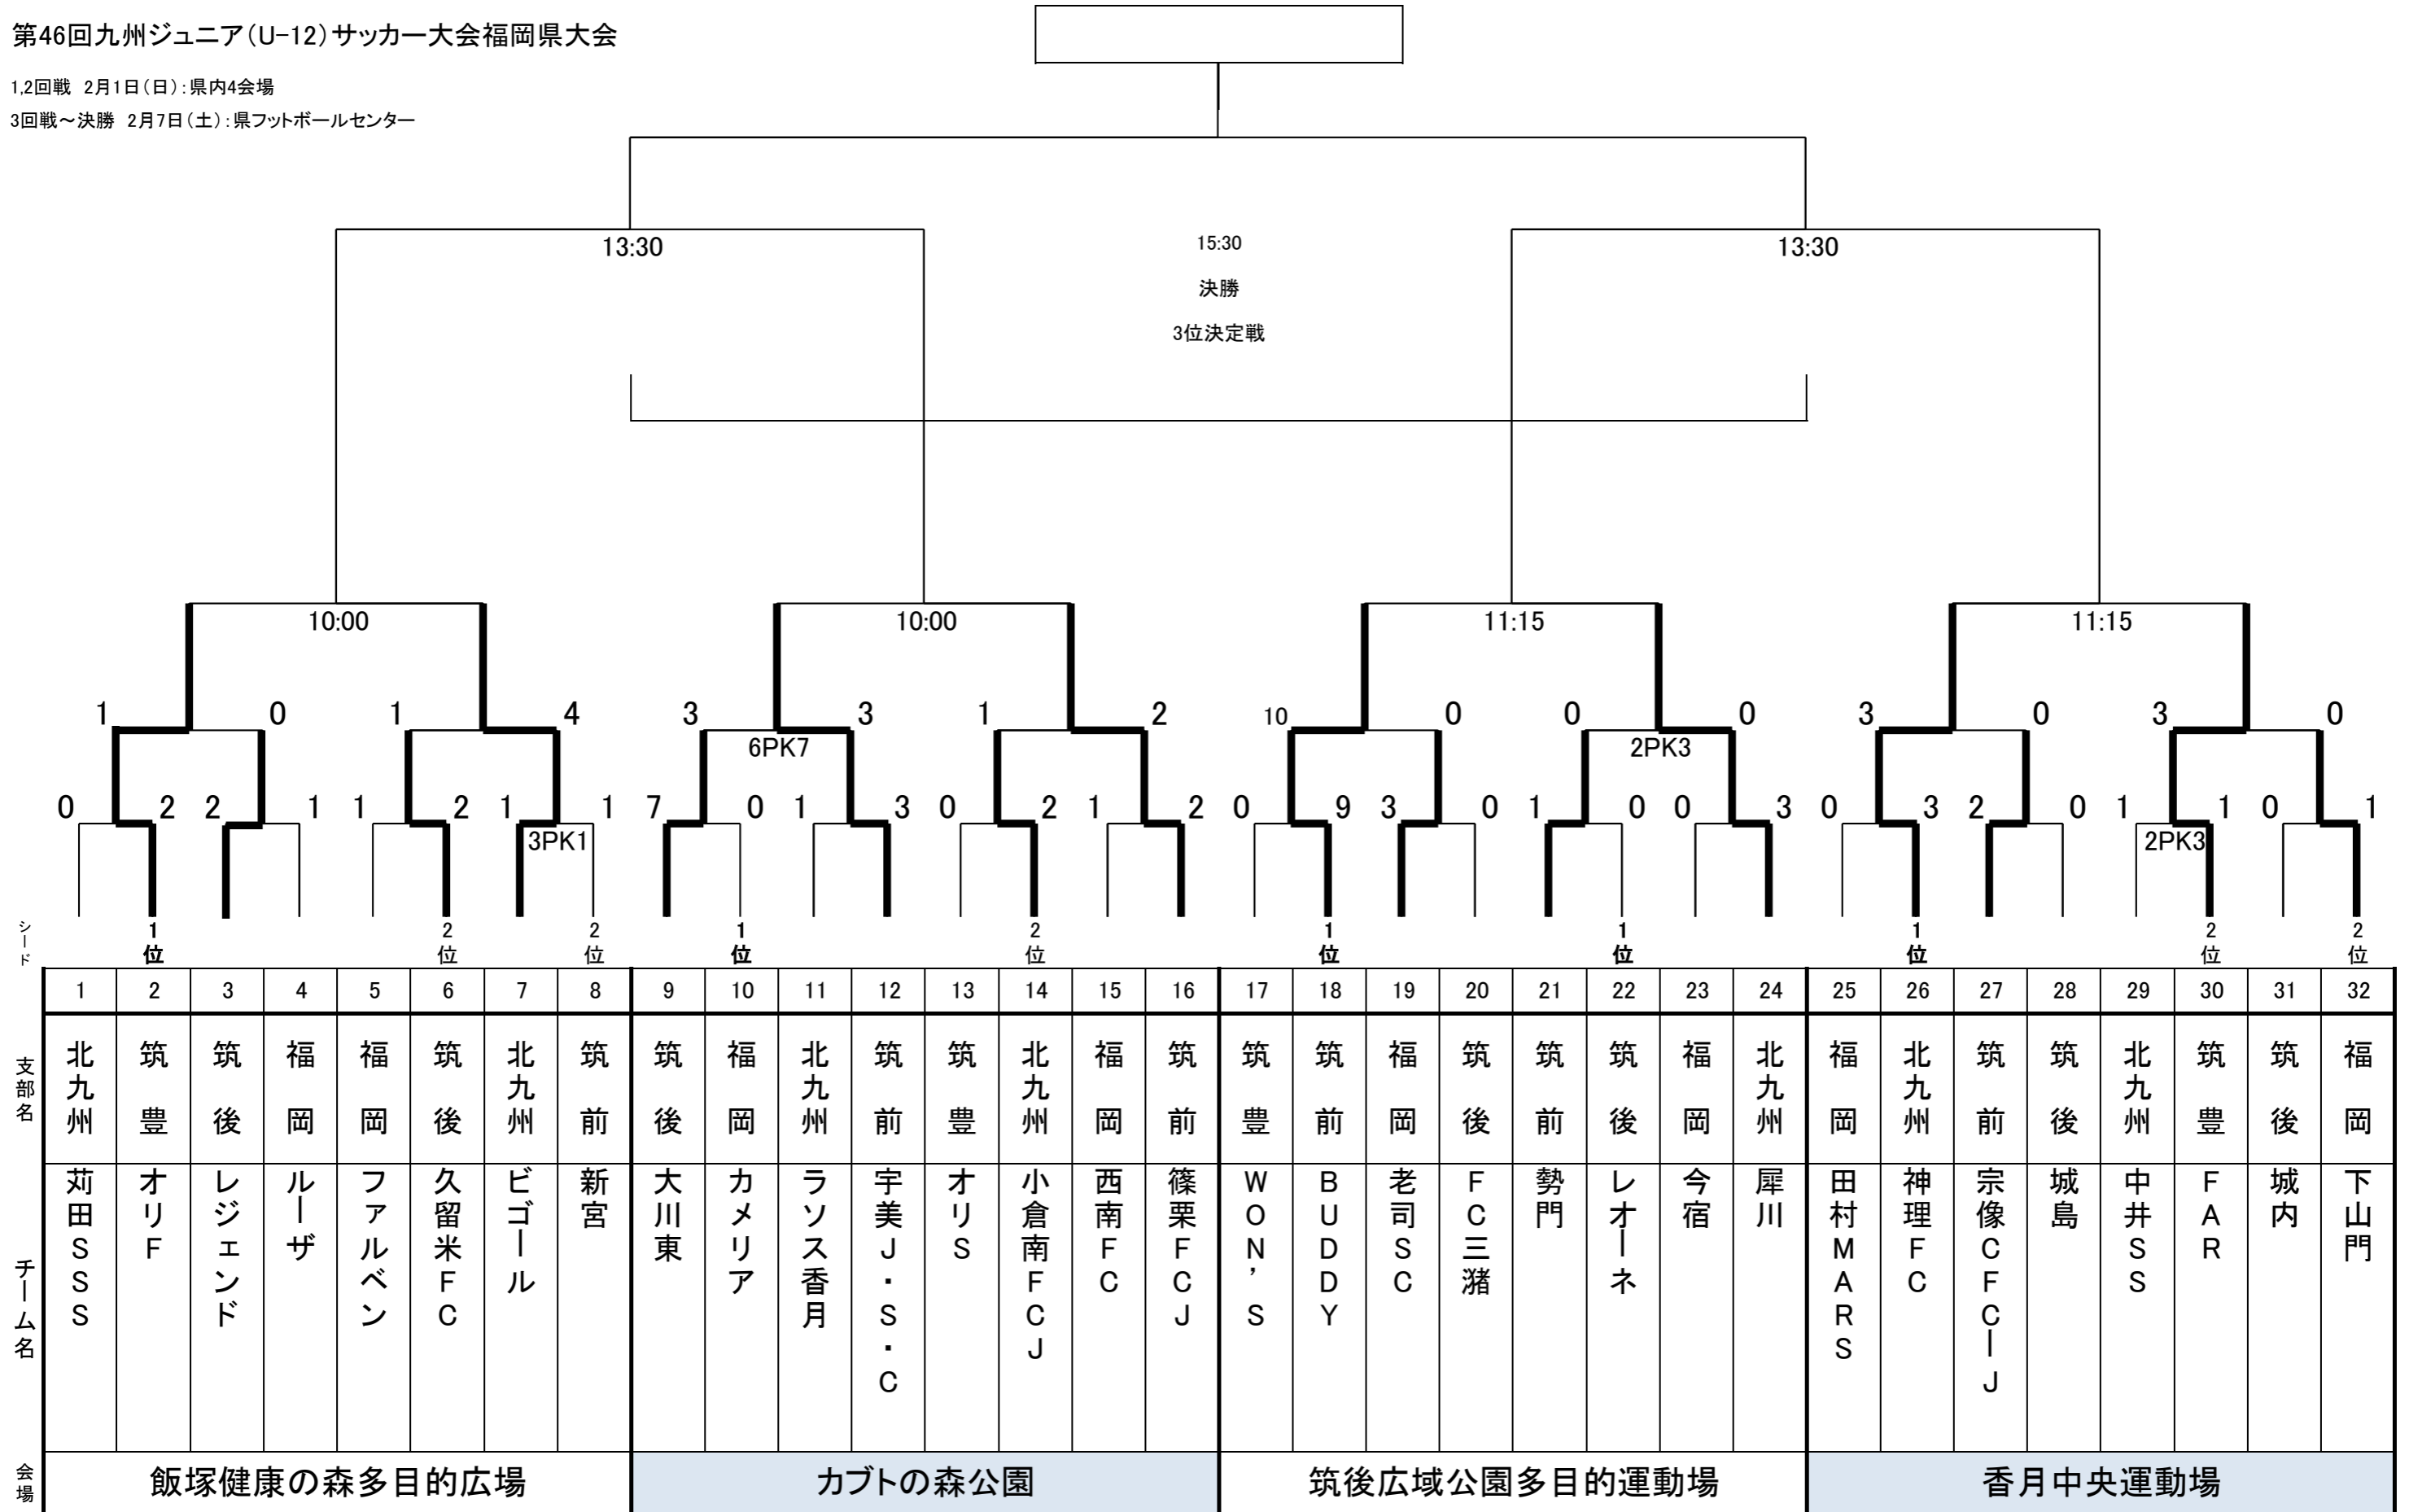 第46回九州ジュニア(U-12)サッカー大会福岡県大会
1,2回戦 2月1日(日):県内4会場
3回戦～決勝 2月7日(土):県フットボールセンター
13:30 15:30 13:30
決勝
3位決定戦
10:00 10:00 11:15 11:15
1 0 1 4 3 3 1 2 10 0 0 0 3 0 3 0
6PK7 2PK3
0 2 2 1 1 2 1 1 7 0 1 3 0 2 1 2 0 9 3 0 1 0 0 3 0 3 2 0 1 1 0 1
3PK1 2PK3
シード 1位 2位 2位 1位 2位 1位 1位 1位 2位 2位
1 2 3 4 5 6 7 8 9 10 11 12 13 14 15 16 17 18 19 20 21 22 23 24 25 26 27 28 29 30 31 32
支部名 北九州 筑豊 筑後 福岡 福岡 筑後 北九州 筑前 筑後 福岡 北九州 筑前 筑豊 北九州 福岡 筑前 筑豊 筑前 福岡 筑後 筑前 筑後 福岡 北九州 福岡 北九州 筑前 筑後 北九州 筑豊 筑後 福岡
チーム名 苅田SSS オリF レジェンド ルーザ ファルベン 久留米FC ビゴール 新宮 大川東 カメリア ラソス香月 宇美J・S・C オリS 小倉南FCJ 西南FC 篠栗FCJ WON’S BUDDY 老司SC FC三潴 勢門 レオーネ 今宿 犀川 田村MARS 神理FC 宗像CFCーJ 城島 中井SS FAR 城内 下山門
会場 飯塚健康の森多目的広場 カブトの森公園 筑後広域公園多目的運動場 香月中央運動場